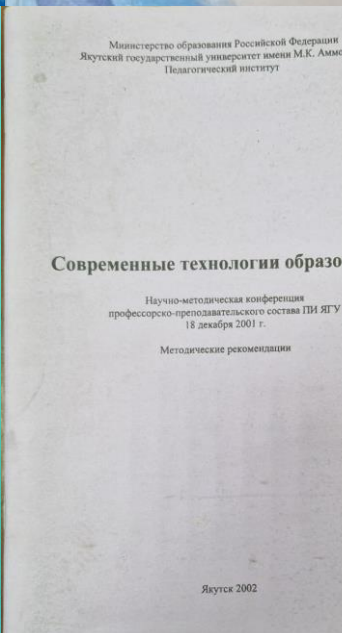 Министерство образования Российской Федерации
Якутский государственный университет имени М.К. Аммо
Педагогический институт
Современные технологии образо
Научно-методическая конференция
профессорско-преподавательского состава ПИ ЯГУ
18 декабря 2001 г.
Методические рекомендации
Якутск 2002